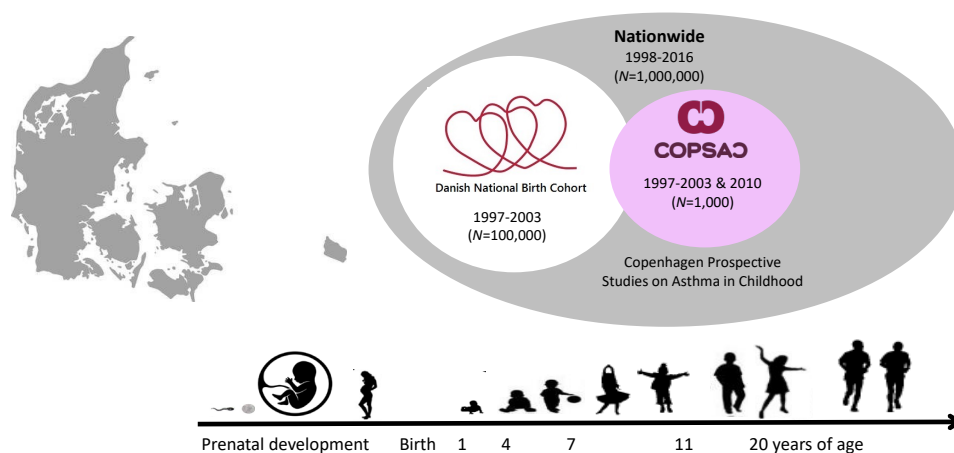 Nationwide
1998-2016
(N=1,000,000)
COPSAC
Danish National Birth Cohort
1997-2003
(N=100,000)
1997-2003 & 2010
(N=1,000)
Copenhagen Prospective
Studies on Asthma in Childhood
Prenatal development Birth 1 4 7 11 20 years of age